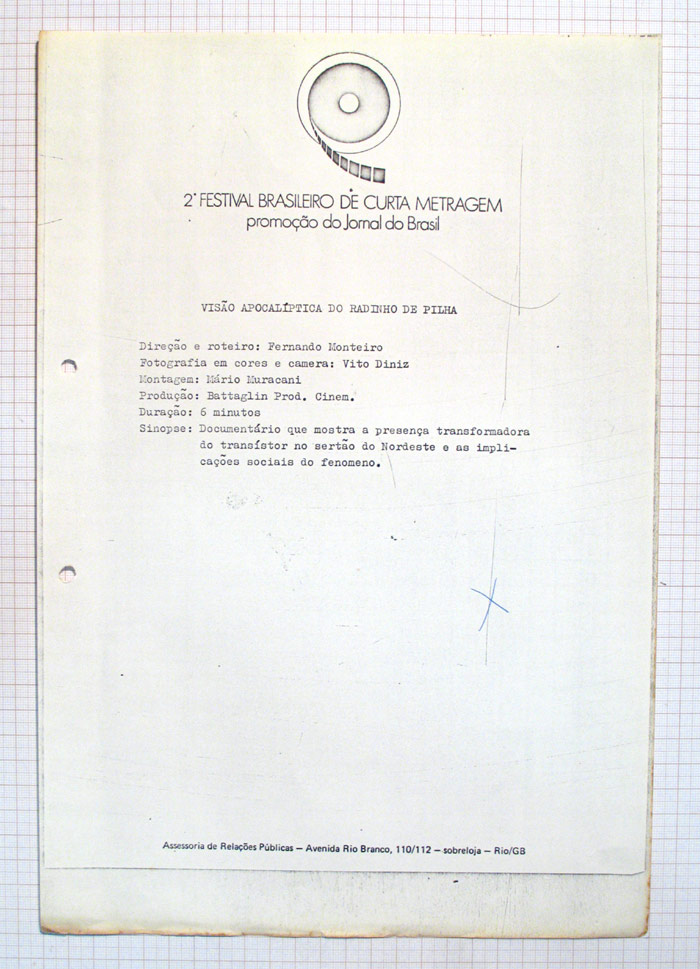 2º FESTIVAL BRASILEIRO DE CURTA METRAGEM
promoção do Jornal do Brasil
VISÃO APOCALÍPTICA DO RADINHO DE PILHA
Direção e roteiro: Fernando Monteiro
Fotografia em cores e camera: Vito Diniz
Montagem: Mário Muracani
Produção: Battaglin Prod. Cinem.
Duração: 6 minutos
Sinopse: Documentário que mostra a presença transformadora
do transístor no sertão do Nordeste e as impli-
cações sociais do fenomeno.
Assessoria de Relações Públicas — Avenida Rio Branco, 110/112 — sobreloja — Rio/GB